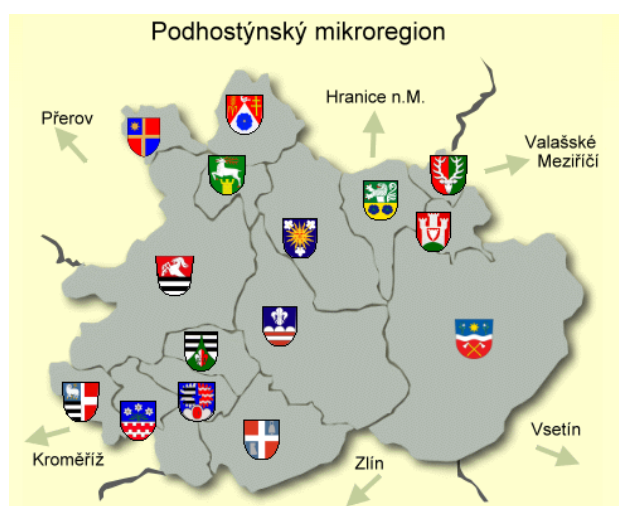 Podhostýnský mikroregion
Hranice n.M.
Přerov
Valašské
Meziříčí
Vsetín
Kroměříž
Zlín